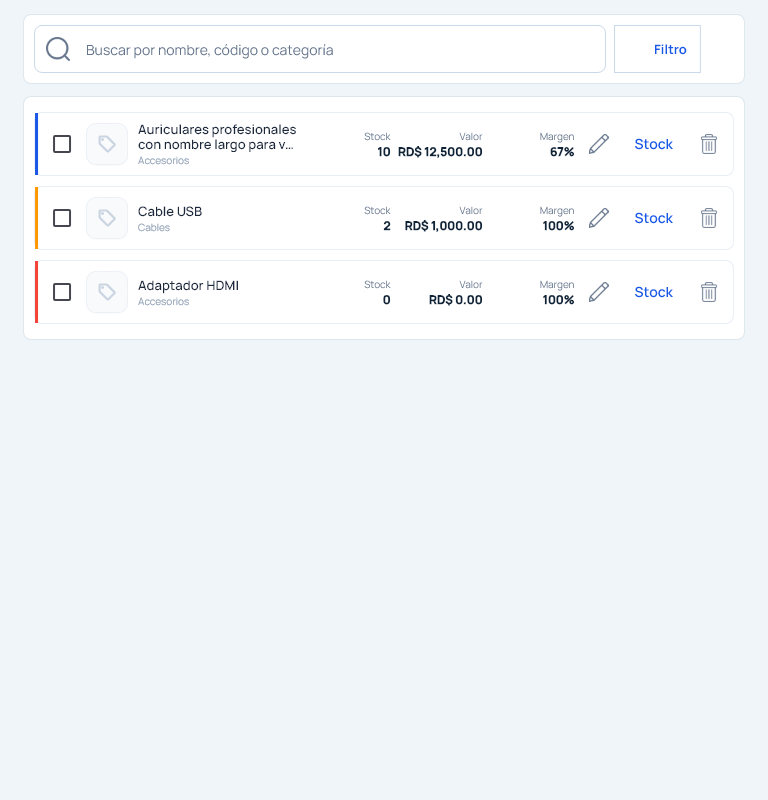 Buscar por nombre, código o categoría
Filtro
Auriculares profesionales
con nombre largo para v...
Accesorios
Stock
10
Valor
RD$ 12,500.00
Margen
67%
Stock
Cable USB
Cables
Stock
2
Valor
RD$ 1,000.00
Margen
100%
Stock
Adaptador HDMI
Accesorios
Stock
0
Valor
RD$ 0.00
Margen
100%
Stock